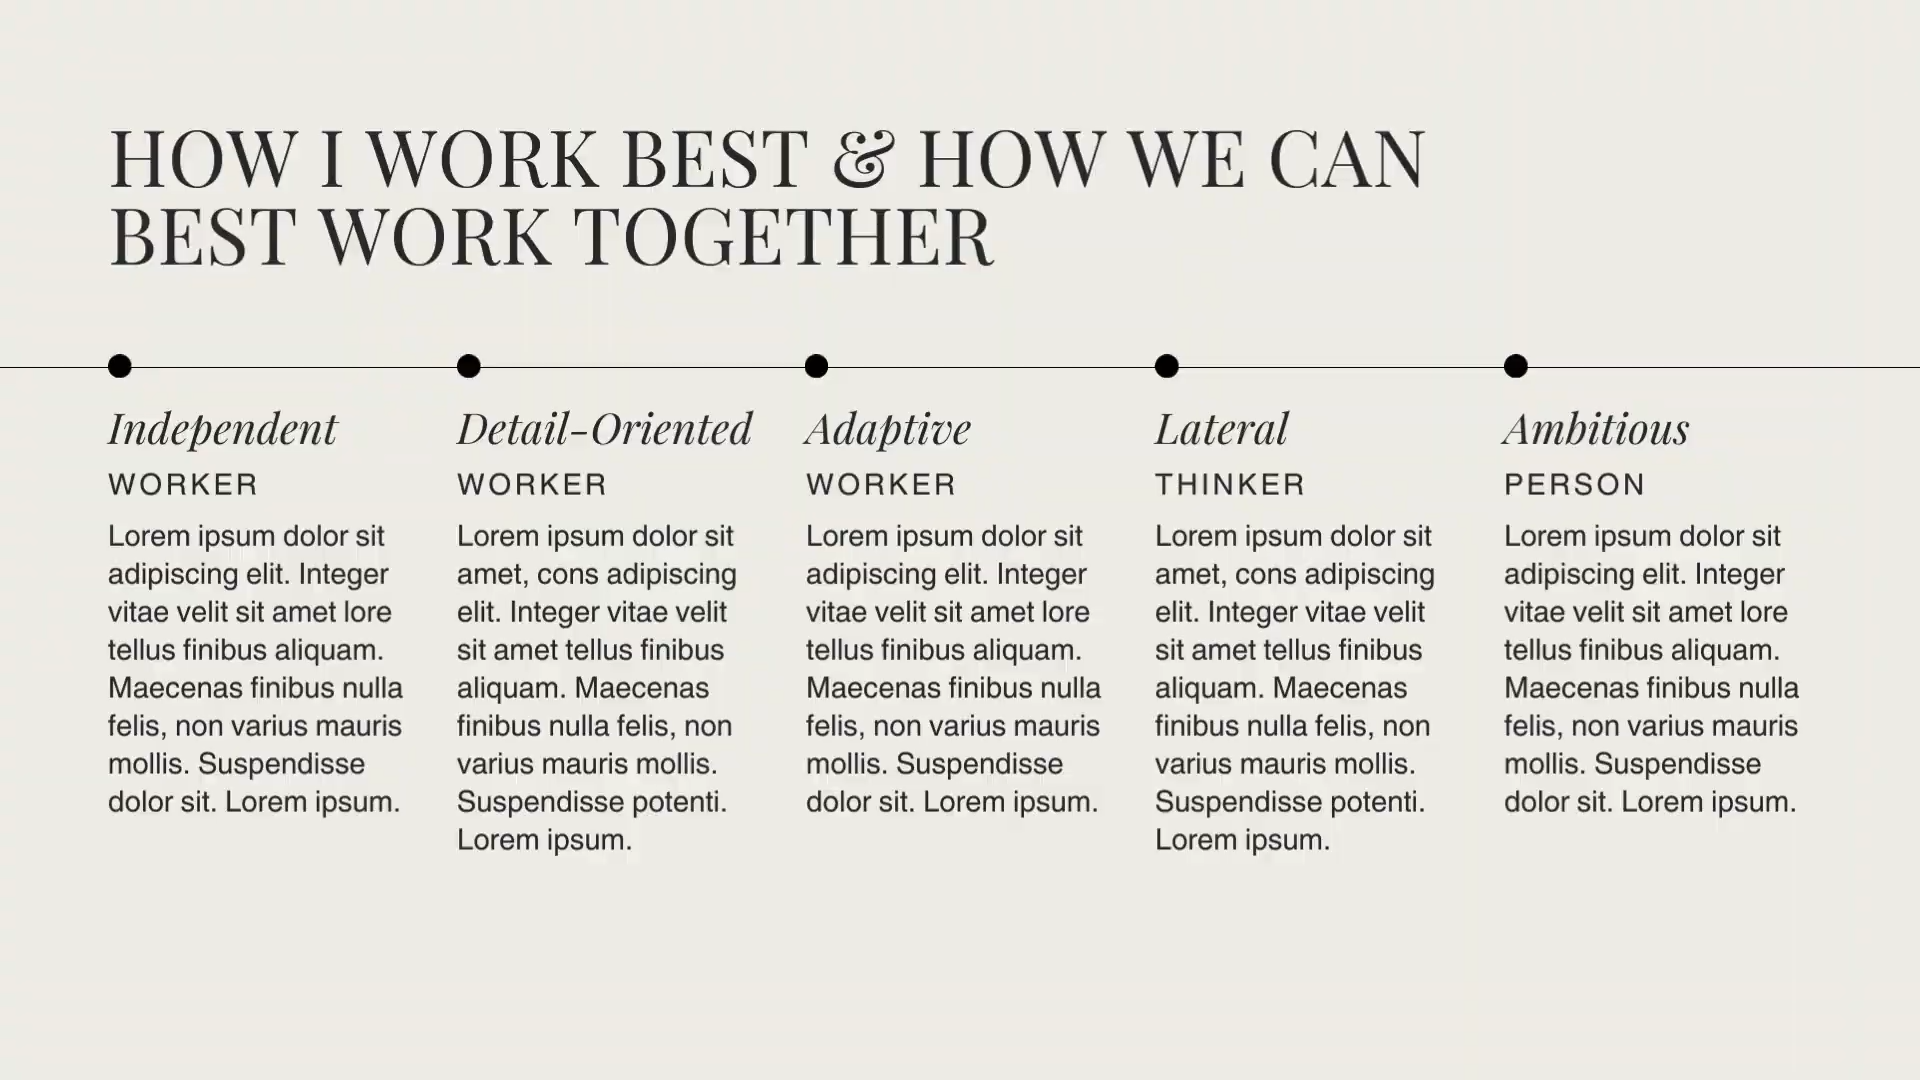 HOW I WORK BEST & HOW WE CAN
BEST WORK TOGETHER
Independent
WORKER
Lorem ipsum dolor sit
adipiscing elit. Integer
vitae velit sit amet lore
tellus finibus aliquam.
Maecenas finibus nulla
felis, non varius mauris
mollis. Suspendisse
dolor sit. Lorem ipsum.
Detail-Oriented
WORKER
Lorem ipsum dolor sit
amet, cons adipiscing
elit. Integer vitae velit
sit amet tellus finibus
aliquam. Maecenas
finibus nulla felis, non
varius mauris mollis.
Suspendisse potenti.
Lorem ipsum.
Adaptive
WORKER
Lorem ipsum dolor sit
adipiscing elit. Integer
vitae velit sit amet lore
tellus finibus aliquam.
Maecenas finibus nulla
felis, non varius mauris
mollis. Suspendisse
dolor sit. Lorem ipsum.
Lateral
THINKER
Lorem ipsum dolor sit
amet, cons adipiscing
elit. Integer vitae velit
sit amet tellus finibus
aliquam. Maecenas
finibus nulla felis, non
varius mauris mollis.
Suspendisse potenti.
Lorem ipsum.
Ambitious
PERSON
Lorem ipsum dolor sit
adipiscing elit. Integer
vitae velit sit amet lore
tellus finibus aliquam.
Maecenas finibus nulla
felis, non varius mauris
mollis. Suspendisse
dolor sit. Lorem ipsum.